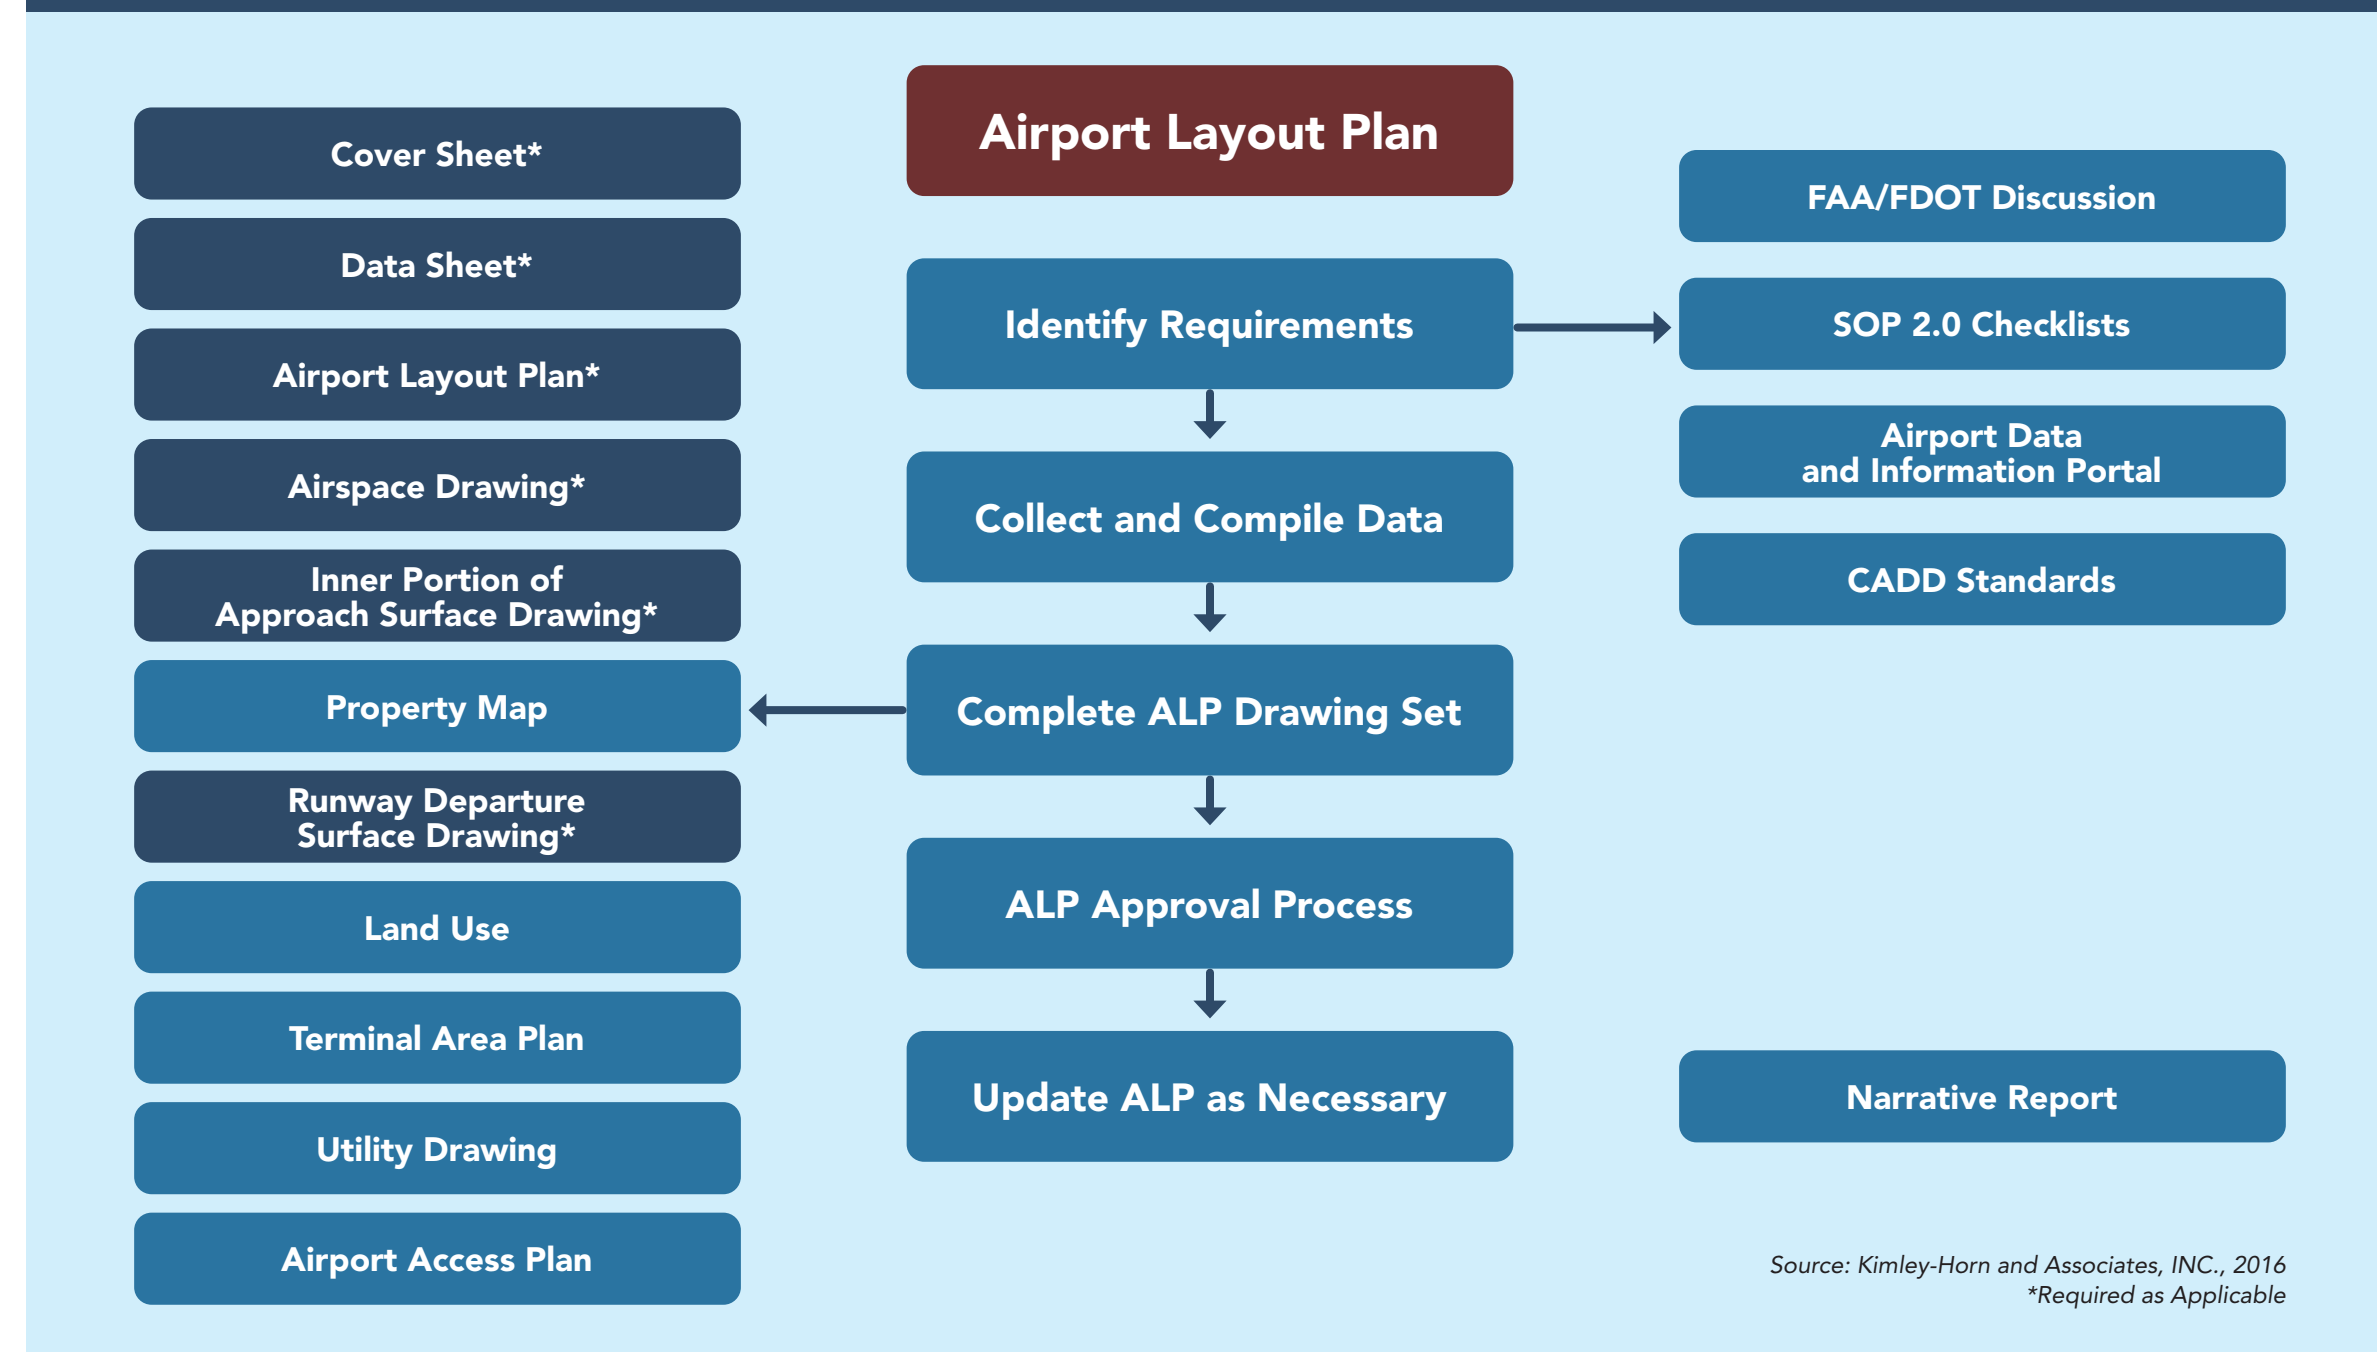 Airport Layout Plan
Cover Sheet*
Data Sheet*
Airport Layout Plan*
Airspace Drawing*
Inner Portion of
Approach Surface Drawing*
Property Map
Runway Departure
Surface Drawing*
Land Use
Terminal Area Plan
Utility Drawing
Airport Access Plan
Identify Requirements
Collect and Compile Data
Complete ALP Drawing Set
ALP Approval Process
Update ALP as Necessary
FAA/FDOT Discussion
SOP 2.0 Checklists
Airport Data
and Information Portal
CADD Standards
Narrative Report
Source: Kimley-Horn and Associates, INC., 2016
*Required as Applicable